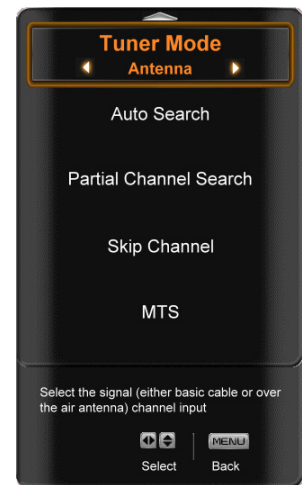 Tuner Mode
Antenna
Auto Search
Partial Channel Search
Skip Channel
MTS
Select the signal (either basic cable or over
the air antenna) channel input
MENU
Select Back